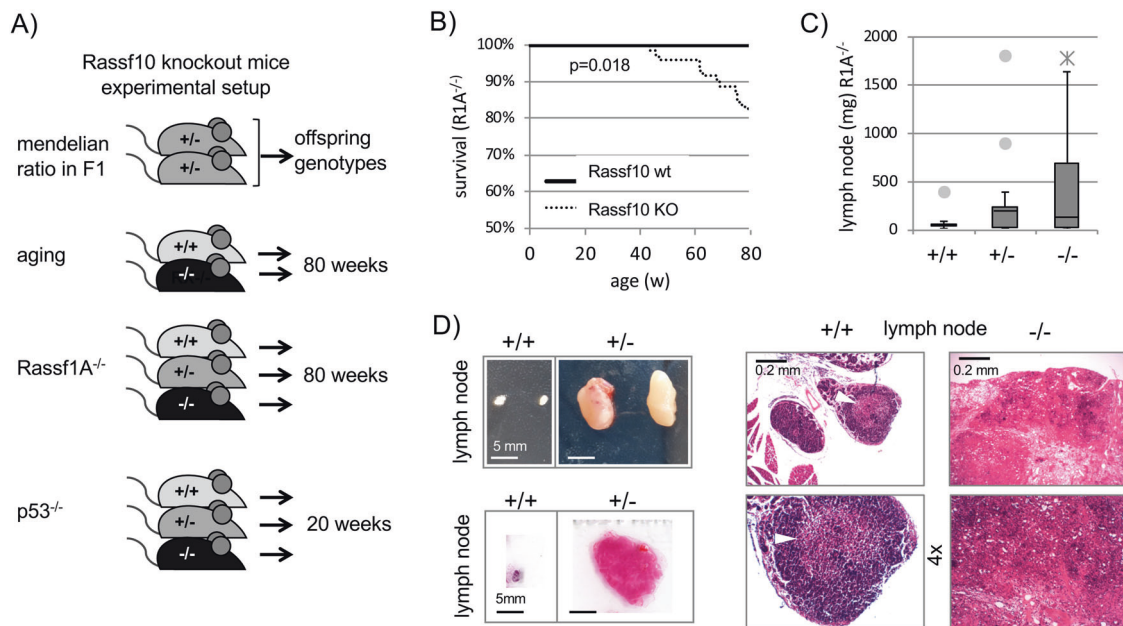 A)
Rassf10 knockout mice
experimental setup
mendelian
ratio in F1
+/-
+/-
offspring
genotypes
aging
+/+
-/-
80 weeks
Rassf1A-/-
+/+
+/-
-/-
80 weeks
p53-/-
+/+
+/-
-/-
20 weeks
B)
survival (R1A-/-)
100%
90%
80%
70%
60%
50%
p=0.018
Rassf10 wt
Rassf10 KO
0
20
40
60
80
age (w)
C)
lymph node (mg) R1A-/-
2000
1500
1000
500
0
+/+
+/-
-/-
D)
+/+
+/-
lymph node
5 mm
+/+
+/-
lymph node
5mm
+/+ lymph node -/-
0.2 mm
0.2 mm
4x